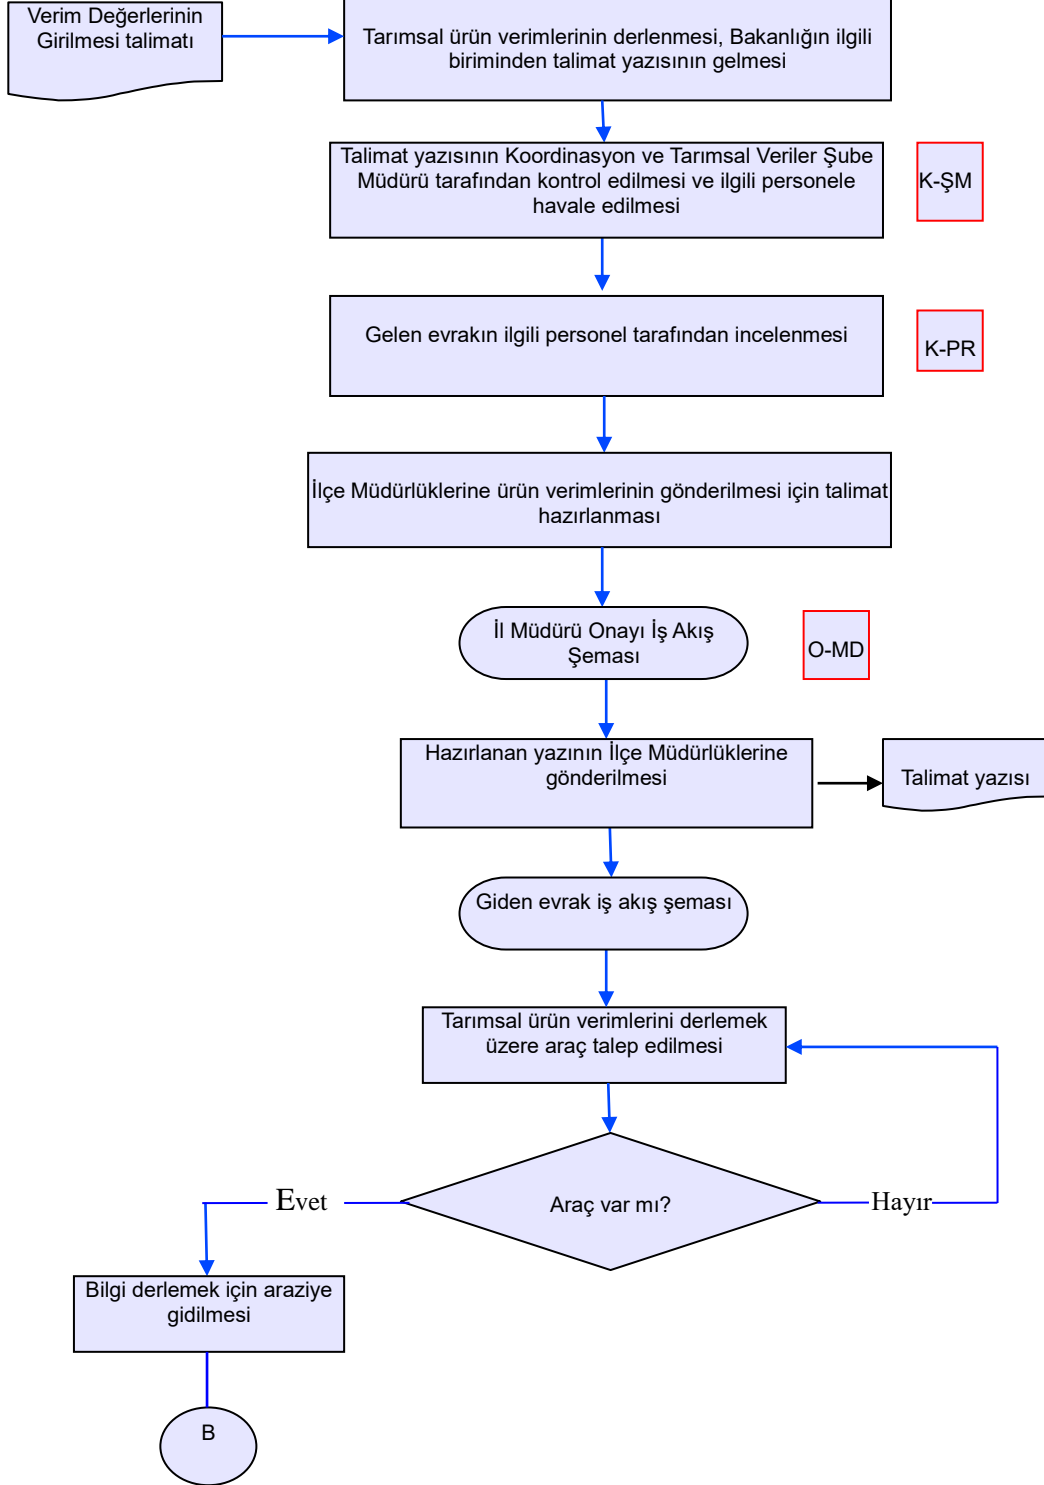 Verim Değerlerinin
Girilmesi talimatı
Tarımsal ürün verimlerinin derlenmesi, Bakanlığın ilgili
biriminden talimat yazısının gelmesi
Talimat yazısının Koordinasyon ve Tarımsal Veriler Şube
Müdürü tarafından kontrol edilmesi ve ilgili personele
havale edilmesi
K-ŞM
Gelen evrakın ilgili personel tarafından incelenmesi
K-PR
İlçe Müdürlüklerine ürün verimlerinin gönderilmesi için talimat
hazırlanması
İl Müdürü Onayı İş Akış
Şeması
O-MD
Hazırlanan yazının İlçe Müdürlüklerine
gönderilmesi
Talimat yazısı
Giden evrak iş akış şeması
Tarımsal ürün verimlerini derlemek
üzere araç talep edilmesi
Araç var mı?
Evet
Hayır
Bilgi derlemek için araziye
gidilmesi
B